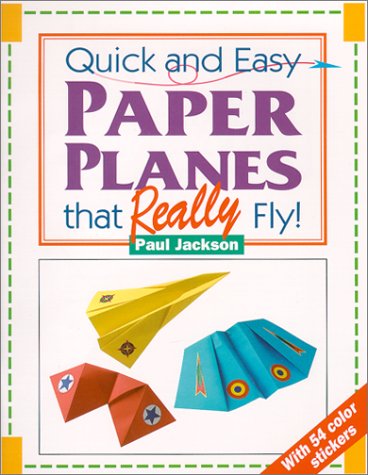 Quick and Easy
PAPER
PLANES
that Really Fly!
Paul Jackson
With 54 color
stickers